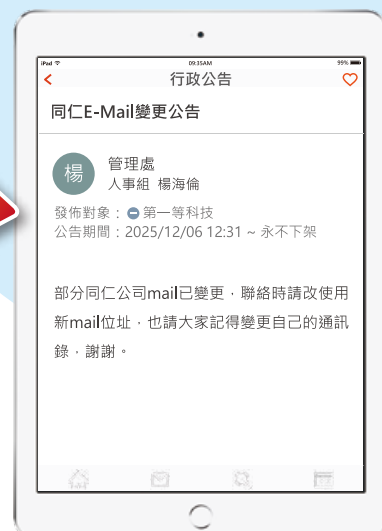 iPad
09:35AM
99%
行政公告
同仁E-Mail變更公告
楊
管理處
人事組 楊海倫
發佈對象：第一等科技
公告期間：2025/12/06 12:31 ~ 永不下架
部分同仁公司mail已變更，聯絡時請改使用
新mail位址，也請大家記得變更自己的通訊
錄，謝謝。